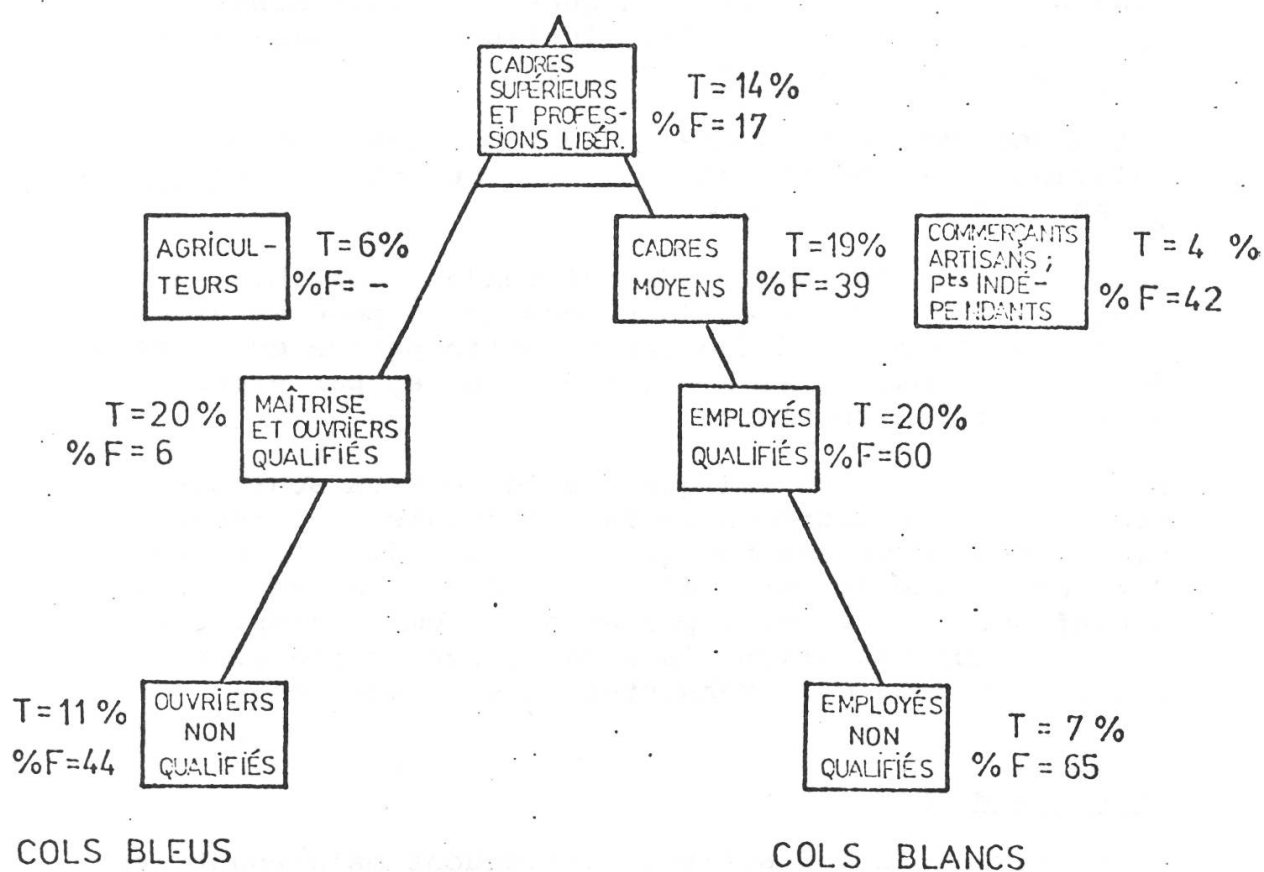 CADRES
SUPÉRIEURS
ET PROFES-
SIONS LIBÉR.
T = 14 %
% F = 17
AGRICUL-
TEURS
T = 6%
%F = -
CADRES
MOYENS
T = 19%
%F = 39
COMMERÇANTS
ARTISANS ;
Pts INDÉ-
PENDANTS
T = 4 %
% F = 42
T = 20 %
% F = 6
MAÎTRISE
ET OUVRIERS
QUALIFIÉS
EMPLOYÉS
QUALIFIÉS
T = 20%
%F = 60
T = 11 %
%F = 44
OUVRIERS
NON
QUALIFIÉS
EMPLOYÉS
NON
QUALIFIÉS
T = 7 %
% F = 65
COLS BLEUS
COLS BLANCS